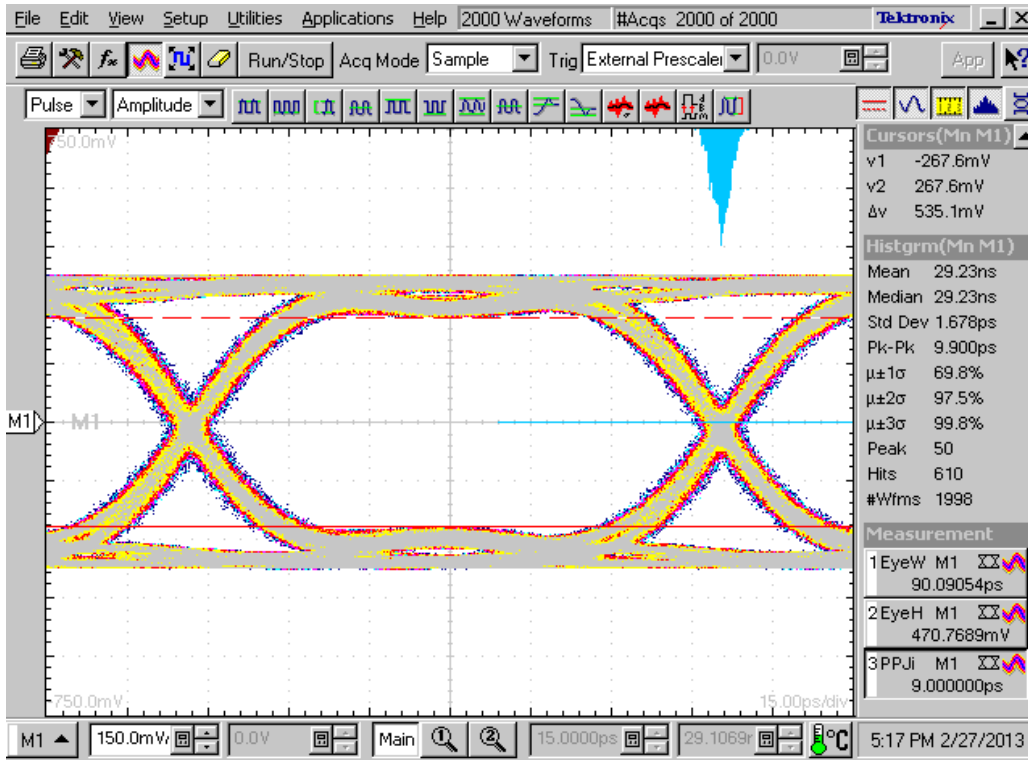 File Edit View Setup Utilities Applications Help 2000 Waveforms #Acqs 2000 of 2000 Tektronix
Run/Stop Acq Mode Sample Trig External Prescaler 0.0V App
Pulse Amplitude
750.0mV
Cursors(Mn M1)
v1 -267.6mV
v2 267.6mV
Δv 535.1mV
Histgrm(Mn M1)
Mean 29.23ns
Median 29.23ns
Std Dev 1.678ps
Pk-Pk 9.900ps
μ±1σ 69.8%
μ±2σ 97.5%
μ±3σ 99.8%
Peak 50
Hits 610
#Wfms 1998
M1 M1
Measurement
1 EyeW M1
90.09054ps
2 EyeH M1
470.7689mV
3 PPJi M1
9.000000ps
-750.0mV 15.00ps/div
M1 150.0mV/ 0.0V Main 1 2 15.0000ps 29.1069r °C 5:17 PM 2/27/2013